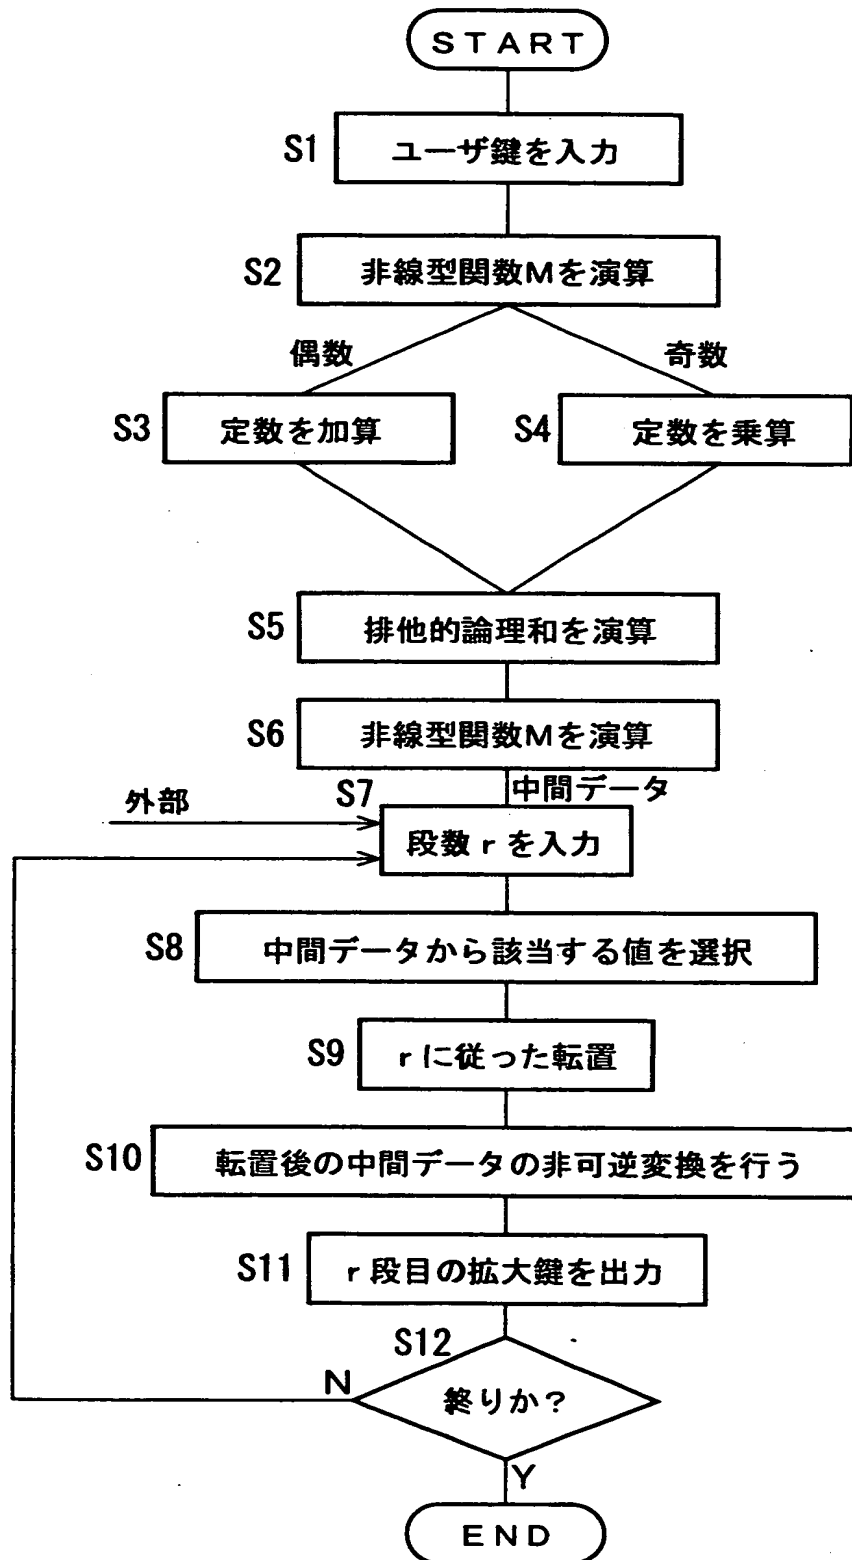 START
S1
ユーザ鍵を入力
S2
非線型関数Mを演算
偶数
奇数
S3
定数を加算
S4
定数を乗算
S5
排他的論理和を演算
S6
非線型関数Mを演算
中間データ
外部
S7
段数rを入力
S8
中間データから該当する値を選択
S9
rに従った転置
S10
転置後の中間データの非可逆変換を行う
S11
r段目の拡大鍵を出力
S12
N
終りか?
Y
END